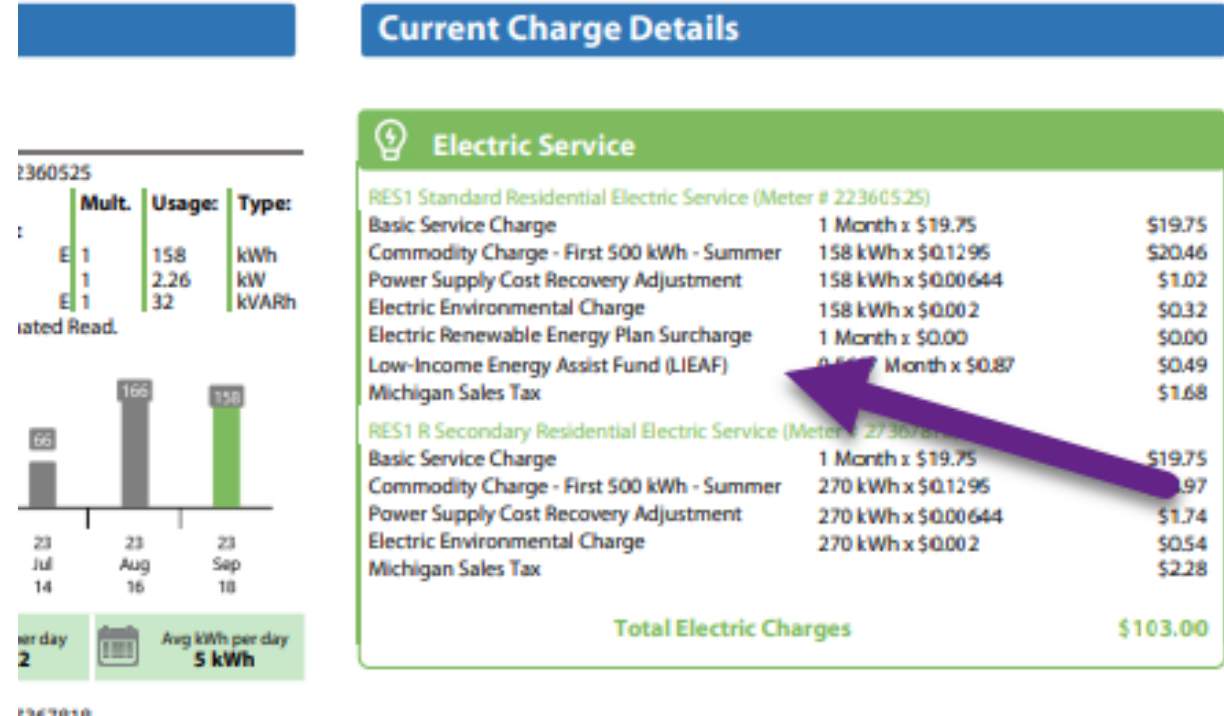 Current Charge Details
Electric Service
2360525
Mult. Usage: Type:
E 1 158 kWh
1 2.26 kW
E 1 32 kVARh
ated Read.
66 166 158
23 23 23
Jul Aug Sep
14 16 18
er day
2
Avg kWh per day
5 kWh
RES1 Standard Residential Electric Service (Meter # 22360525)
Basic Service Charge 1 Month x $19.75 $19.75
Commodity Charge - First 500 kWh - Summer 158 kWh x $0.1295 $20.46
Power Supply Cost Recovery Adjustment 158 kWh x $0.00644 $1.02
Electric Environmental Charge 158 kWh x $0.002 $0.32
Electric Renewable Energy Plan Surcharge 1 Month x $0.00 $0.00
Low-Income Energy Assist Fund (LIEAF) Month x $0.87 $0.49
Michigan Sales Tax $1.68
RES1 R Secondary Residential Electric Service
Basic Service Charge 1 Month x $19.75 $19.75
Commodity Charge - First 500 kWh - Summer 270 kWh x $0.1295 .97
Power Supply Cost Recovery Adjustment 270 kWh x $0.00644 $1.74
Electric Environmental Charge 270 kWh x $0.002 $0.54
Michigan Sales Tax $2.28
Total Electric Charges $103.00